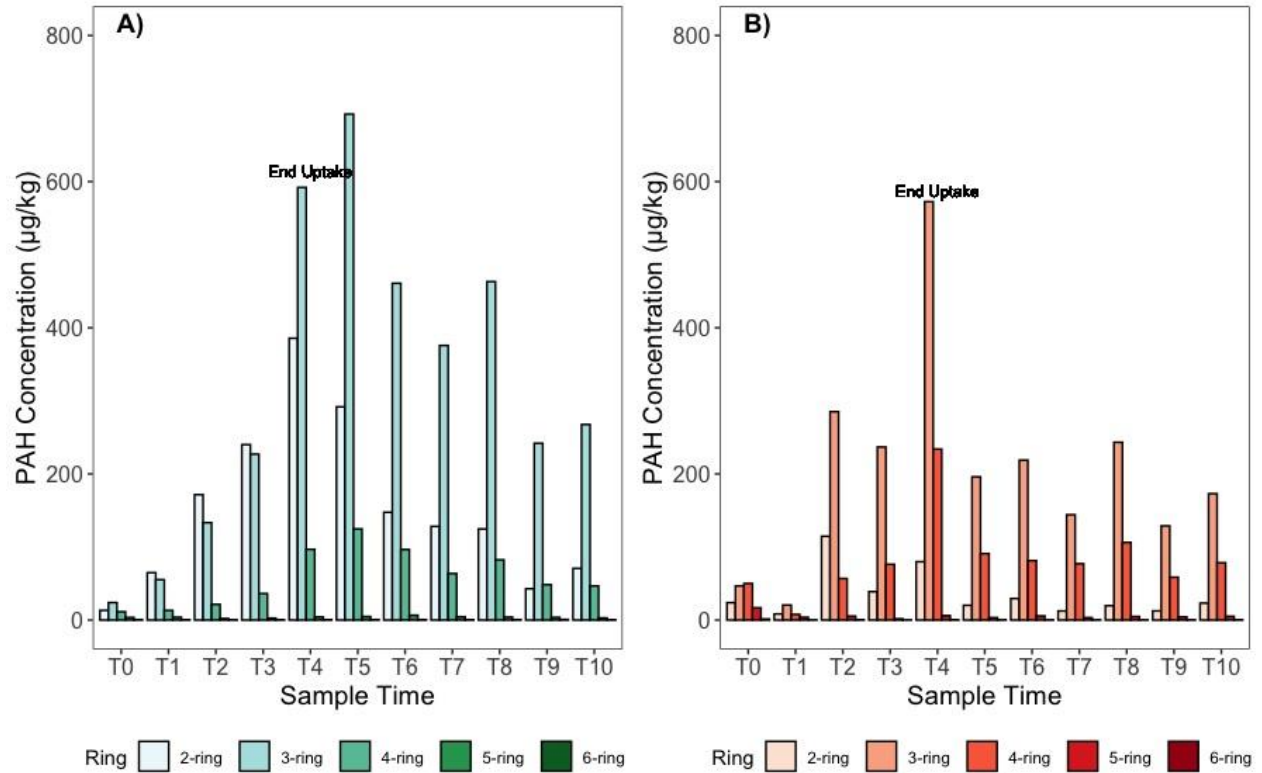 A)
PAH Concentration (µg/kg)
800
600
400
200
0
End Uptake
T0 T1 T2 T3 T4 T5 T6 T7 T8 T9 T10
Sample Time
Ring 2-ring 3-ring 4-ring 5-ring 6-ring
B)
PAH Concentration (µg/kg)
800
600
400
200
0
End Uptake
T0 T1 T2 T3 T4 T5 T6 T7 T8 T9 T10
Sample Time
Ring 2-ring 3-ring 4-ring 5-ring 6-ring